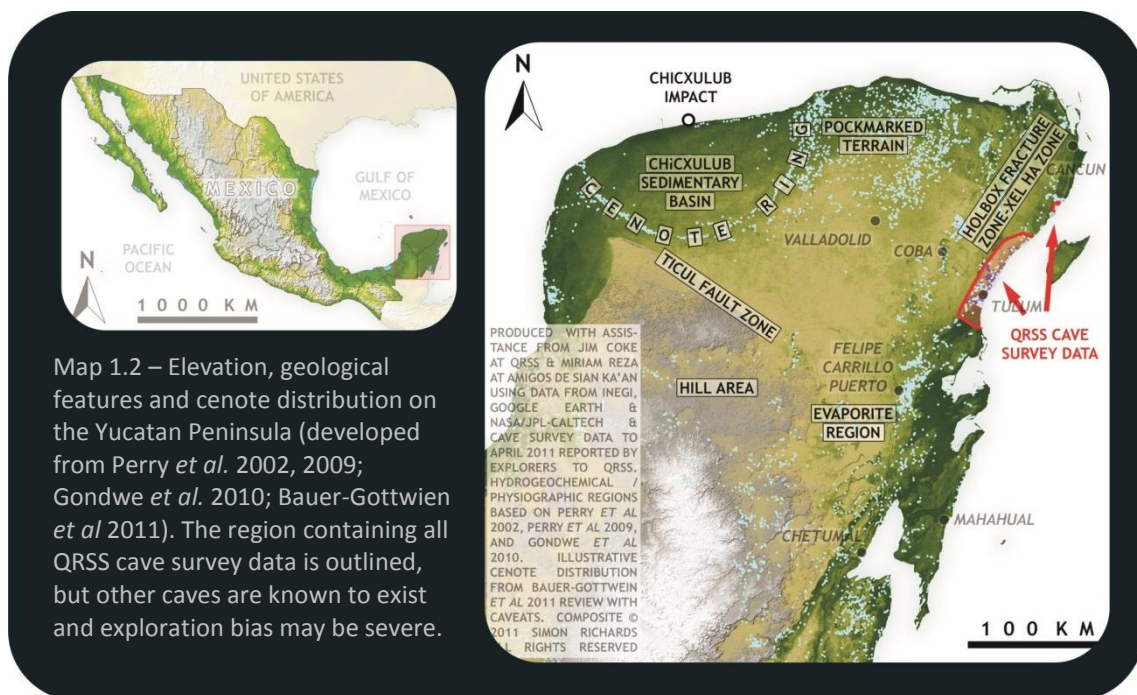 UNITED STATES
OF AMERICA
GULF OF
MEXICO
MEXICO
PACIFIC
OCEAN
N
1000 KM
Map 1.2 – Elevation, geological
features and cenote distribution on
the Yucatan Peninsula (developed
from Perry et al. 2002, 2009;
Gondwe et al. 2010; Bauer-Gottwien
et al 2011). The region containing all
QRSS cave survey data is outlined,
but other caves are known to exist
and exploration bias may be severe.
N
CHICXULUB
IMPACT
POCKMARKED
TERRAIN
CHiCXULUB
SEDIMENTARY
BASIN
CENOTE RING
HOLBOX FRACTURE
ZONE-XEL HA ZONE
CANCUN
VALLADOLID
COBA
TICUL FAULT ZONE
TULUM
QRSS CAVE
SURVEY DATA
FELIPE
CARRILLO
PUERTO
HILL AREA
EVAPORITE
REGION
MAHAHUAL
CHETUMAL
100 KM
PRODUCED WITH ASSIS-
TANCE FROM JIM COKE
AT QRSS & MIRIAM REZA
AT AMIGOS DE SIAN KA'AN
USING DATA FROM INEGI,
GOOGLE EARTH &
NASA/JPL-CALTECH &
CAVE SURVEY DATA TO
APRIL 2011 REPORTED BY
EXPLORERS TO QRSS.
HYDROGEOCHEMICAL /
PHYSIOGRAPHIC REGIONS
BASED ON PERRY ET AL
2002, PERRY ET AL 2009,
AND GONDWE ET AL
2010. ILLUSTRATIVE
CENOTE DISTRIBUTION
FROM BAUER-GOTTWEIN
ET AL 2011 REVIEW WITH
CAVEATS. COMPOSITE ©
2011 SIMON RICHARDS
ALL RIGHTS RESERVED